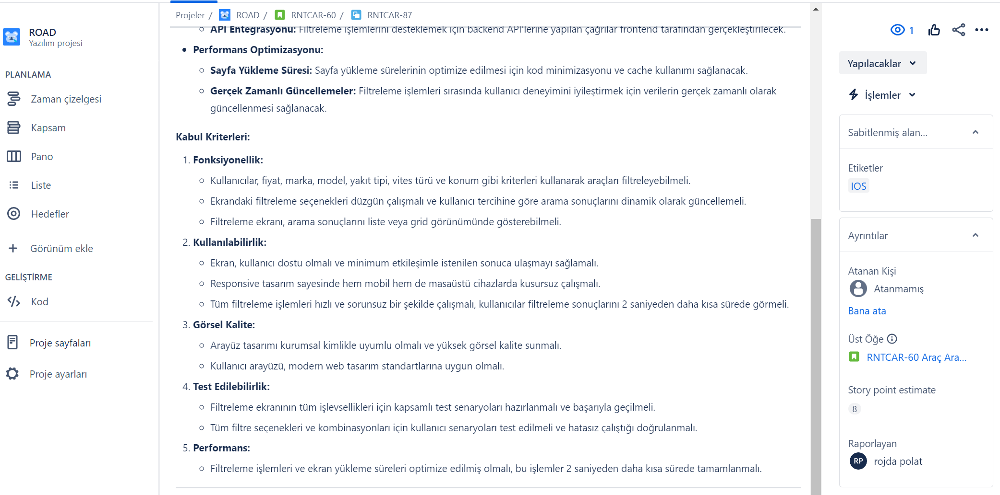 ROAD
Yazılım projesi
PLANLAMA
Zaman çizelgesi
Kapsam
Pano
Liste
Hedefler
Görünüm ekle
GELİŞTİRME
Kod
Proje sayfaları
Proje ayarları
Projeler / ROAD / RNTCAR-60 / RNTCAR-87
API Entegrasyonu: Filtreleme işlemlerini desteklemek için backend API'lerine yapılan çağrılar frontend tarafından gerçekleştirilecek.
Performans Optimizasyonu:
Sayfa Yükleme Süresi: Sayfa yükleme sürelerinin optimize edilmesi için kod minimizasyonu ve cache kullanımı sağlanacak.
Gerçek Zamanlı Güncellemeler: Filtreleme işlemleri sırasında kullanıcı deneyimini iyileştirmek için verilerin gerçek zamanlı olarak
güncellenmesi sağlanacak.
Kabul Kriterleri:
1. Fonksiyonellik:
Kullanıcılar, fiyat, marka, model, yakıt tipi, vites türü ve konum gibi kriterleri kullanarak araçları filtreleyebilmeli.
Ekrandaki filtreleme seçenekleri düzgün çalışmalı ve kullanıcı tercihine göre arama sonuçlarını dinamik olarak güncellemeli.
Filtreleme ekranı, arama sonuçlarını liste veya grid görünümünde gösterebilmeli.
2. Kullanılabilirlik:
Ekran, kullanıcı dostu olmalı ve minimum etkileşimle istenilen sonuca ulaşmayı sağlamalı.
Responsive tasarım sayesinde hem mobil hem de masaüstü cihazlarda kusursuz çalışmalı.
Tüm filtreleme işlemleri hızlı ve sorunsuz bir şekilde çalışmalı, kullanıcılar filtreleme sonuçlarını 2 saniyeden daha kısa sürede görmeli.
3. Görsel Kalite:
Arayüz tasarımı kurumsal kimlikle uyumlu olmalı ve yüksek görsel kalite sunmalı.
Kullanıcı arayüzü, modern web tasarım standartlarına uygun olmalı.
4. Test Edilebilirlik:
Filtreleme ekranının tüm işlevsellikleri için kapsamlı test senaryoları hazırlanmalı ve başarıyla geçilmeli.
Tüm filtre seçenekleri ve kombinasyonları için kullanıcı senaryoları test edilmeli ve hatasız çalıştığı doğrulanmalı.
5. Performans:
Filtreleme işlemleri ve ekran yükleme süreleri optimize edilmiş olmalı, bu işlemler 2 saniyeden daha kısa sürede tamamlanmalı.
1
Yapılacaklar
İşlemler
Sabitlenmiş alan...
Etiketler
IOS
Ayrıntılar
Atanan Kişi
Atanmamış
Bana ata
Üst Öğe
RNTCAR-60 Araç Ara...
Story point estimate
8
Raporlayan
RP rojda polat